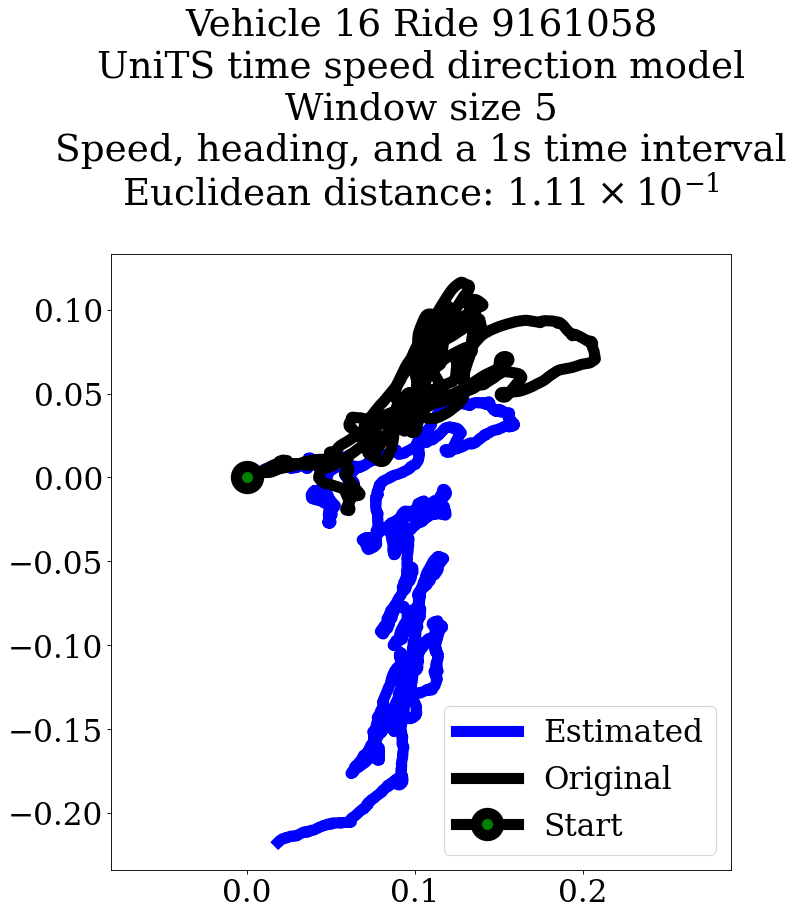 Vehicle 16 Ride 9161058
UniTS time speed direction model
Window size 5
Speed, heading, and a 1s time interval
Euclidean distance: 1.11 × 10⁻¹
0.10
0.05
0.00
−0.05
−0.10
−0.15
−0.20
Estimated
Original
Start
0.0 0.1 0.2